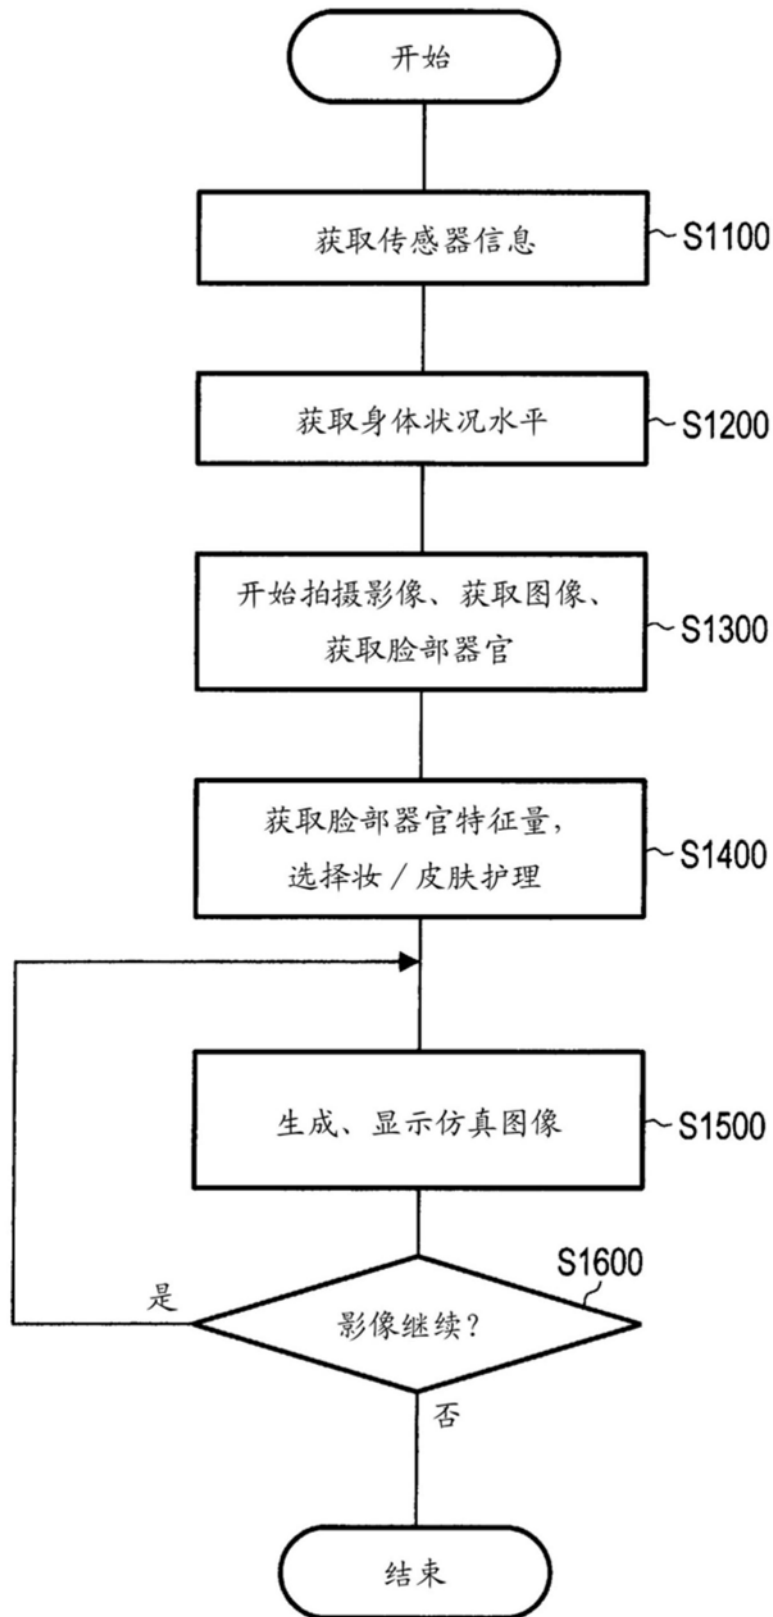 开始
获取传感器信息
S1100
获取身体状况水平
S1200
开始拍摄影像、获取图像、
获取脸部器官
S1300
获取脸部器官特征量，
选择妆／皮肤护理
S1400
生成、显示仿真图像
S1500
S1600
是
影像继续？
否
结束